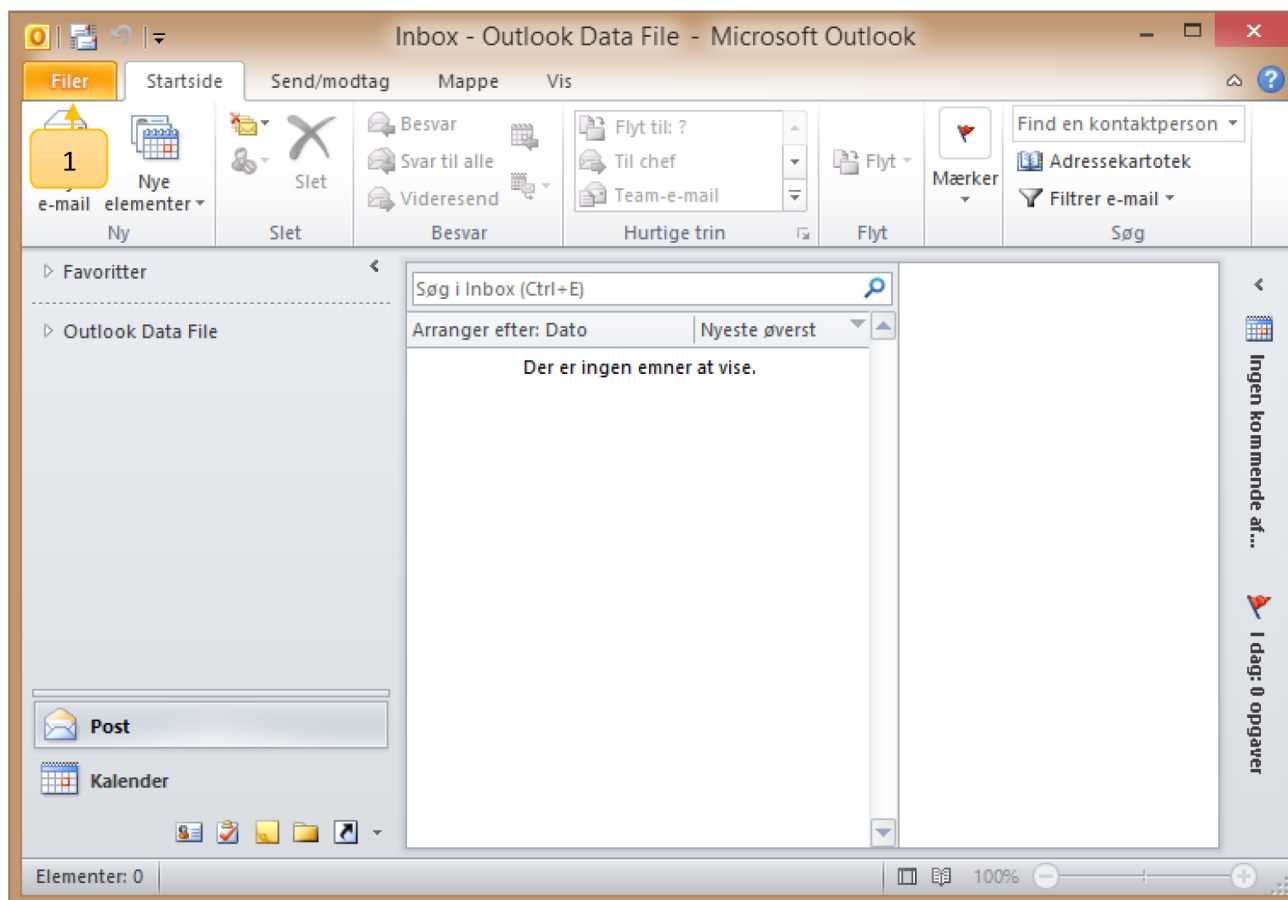 Inbox - Outlook Data File - Microsoft Outlook
Filer Startside Send/modtag Mappe Vis
1
e-mail
Nye
elementer
Ny
Slet
Slet
Besvar
Svar til alle
Videresend
Besvar
Flyt til: ?
Til chef
Team-e-mail
Hurtige trin
Flyt
Flyt
Mærker
Find en kontaktperson
Adressekartotek
Filtrer e-mail
Søg
Favoritter
Outlook Data File
Søg i Inbox (Ctrl+E)
Arranger efter: Dato Nyeste øverst
Der er ingen emner at vise.
Ingen kommende af...
I dag: 0 opgaver
Post
Kalender
Elementer: 0
100%